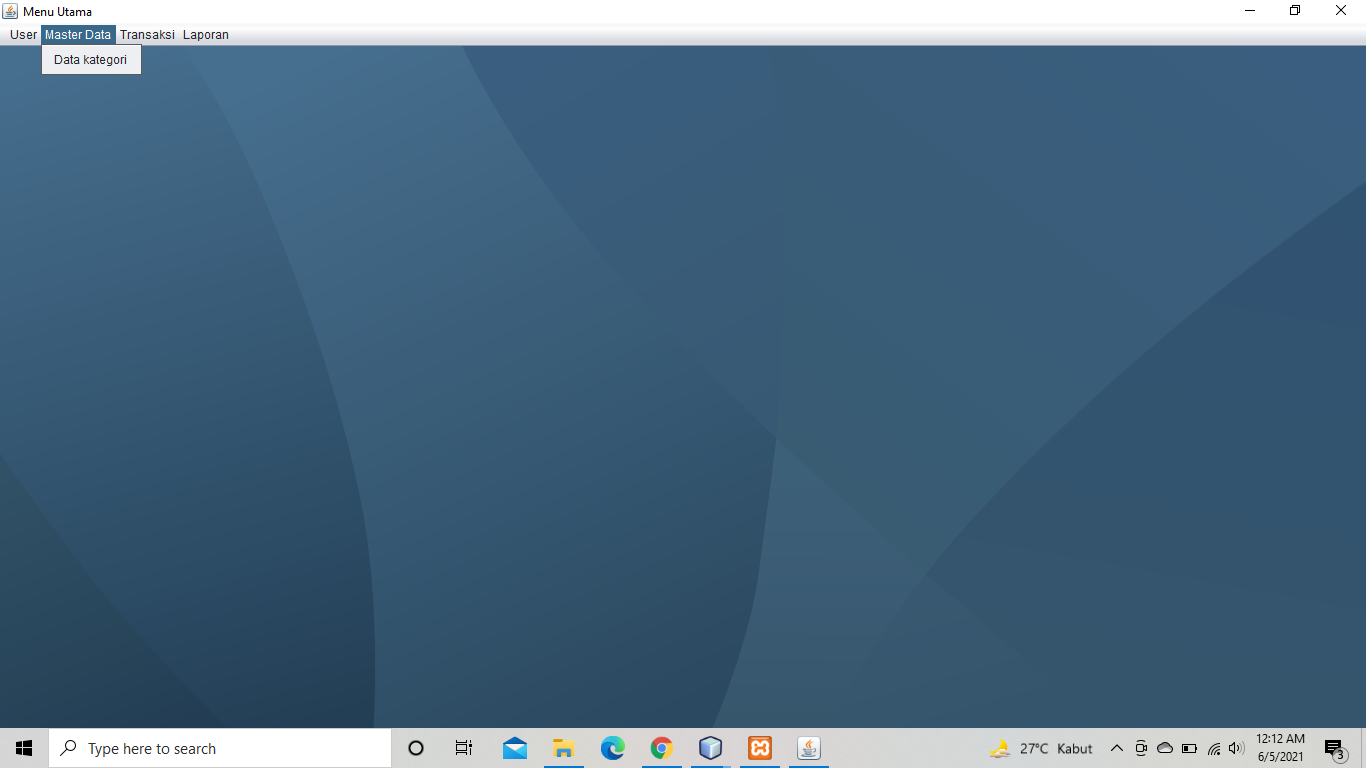 Menu Utama
User Master Data Transaksi Laporan
Data kategori
Type here to search
27°C Kabut
12:12 AM
6/5/2021
3